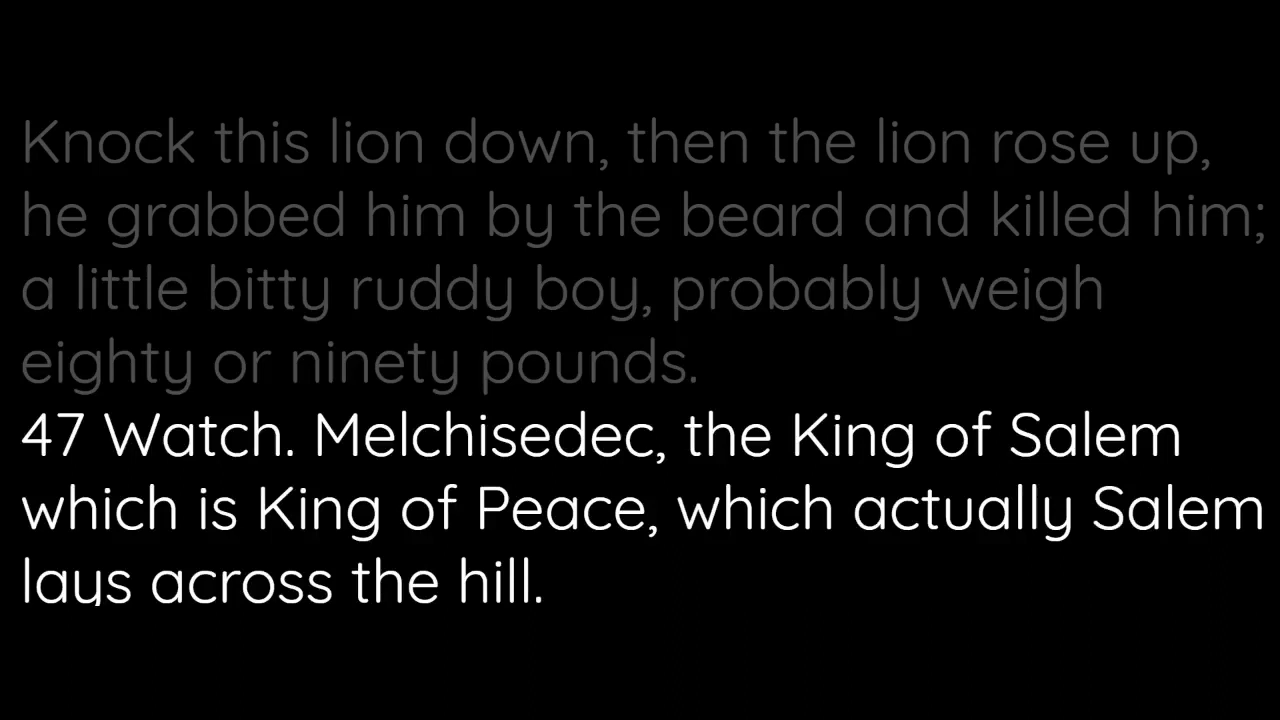 Knock this lion down, then the lion rose up,
he grabbed him by the beard and killed him;
a little bitty ruddy boy, probably weigh
eighty or ninety pounds.
47 Watch. Melchisedec, the King of Salem
which is King of Peace, which actually Salem
lays across the hill.